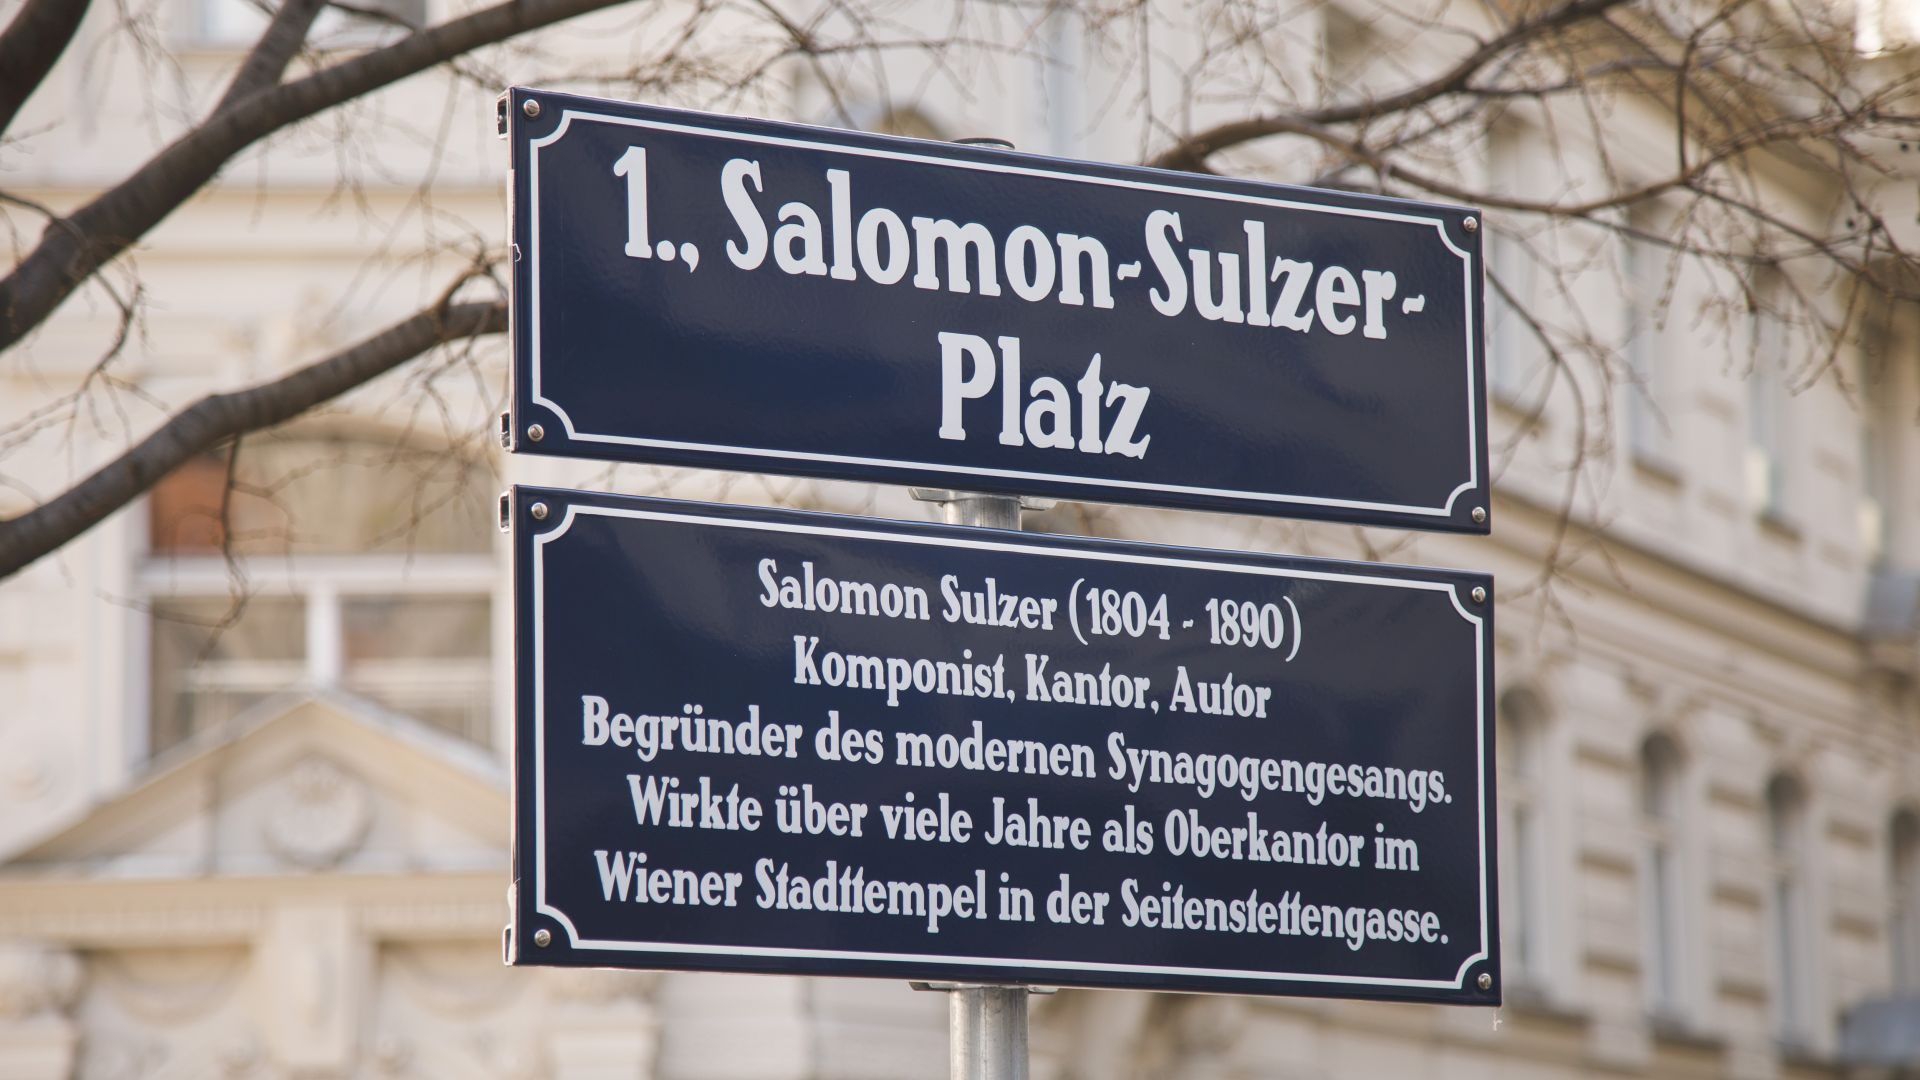 1., Salomon-Sulzer-
Platz
Salomon Sulzer (1804 - 1890)
Komponist, Kantor, Autor
Begründer des modernen Synagogengesangs.
Wirkte über viele Jahre als Oberkantor im
Wiener Stadttempel in der Seitenstettengasse.